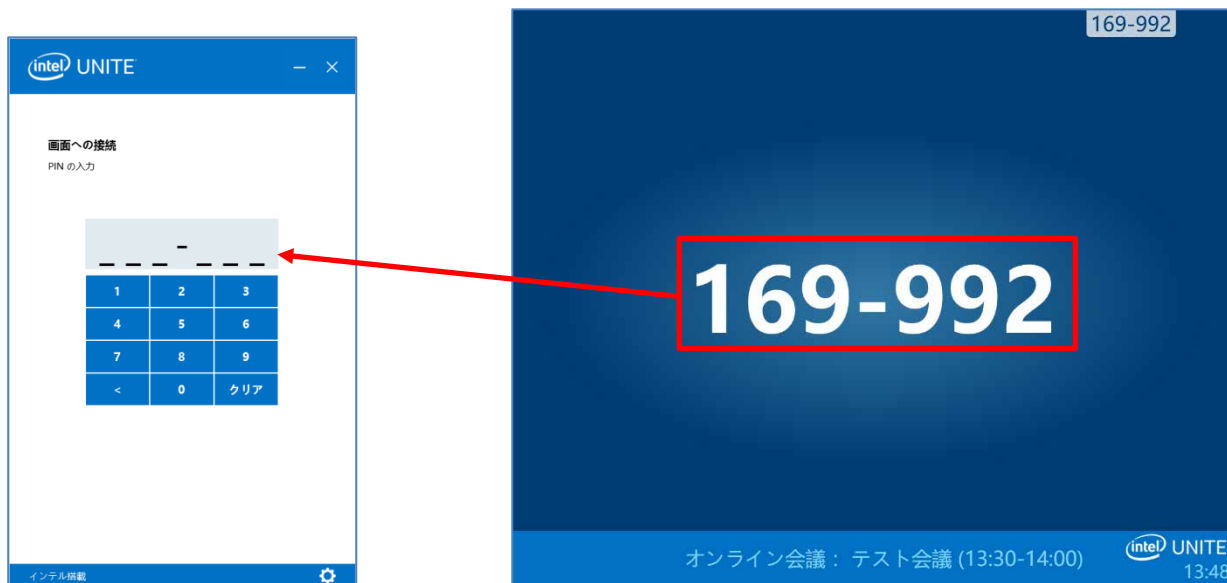 intel UNITE
画面への接続
PIN の入力
_ _ _ - _ _ _
1 2 3
4 5 6
7 8 9
< 0 クリア
インテル搭載
169-992
169-992
オンライン会議： テスト会議 (13:30-14:00)
intel UNITE
13:48